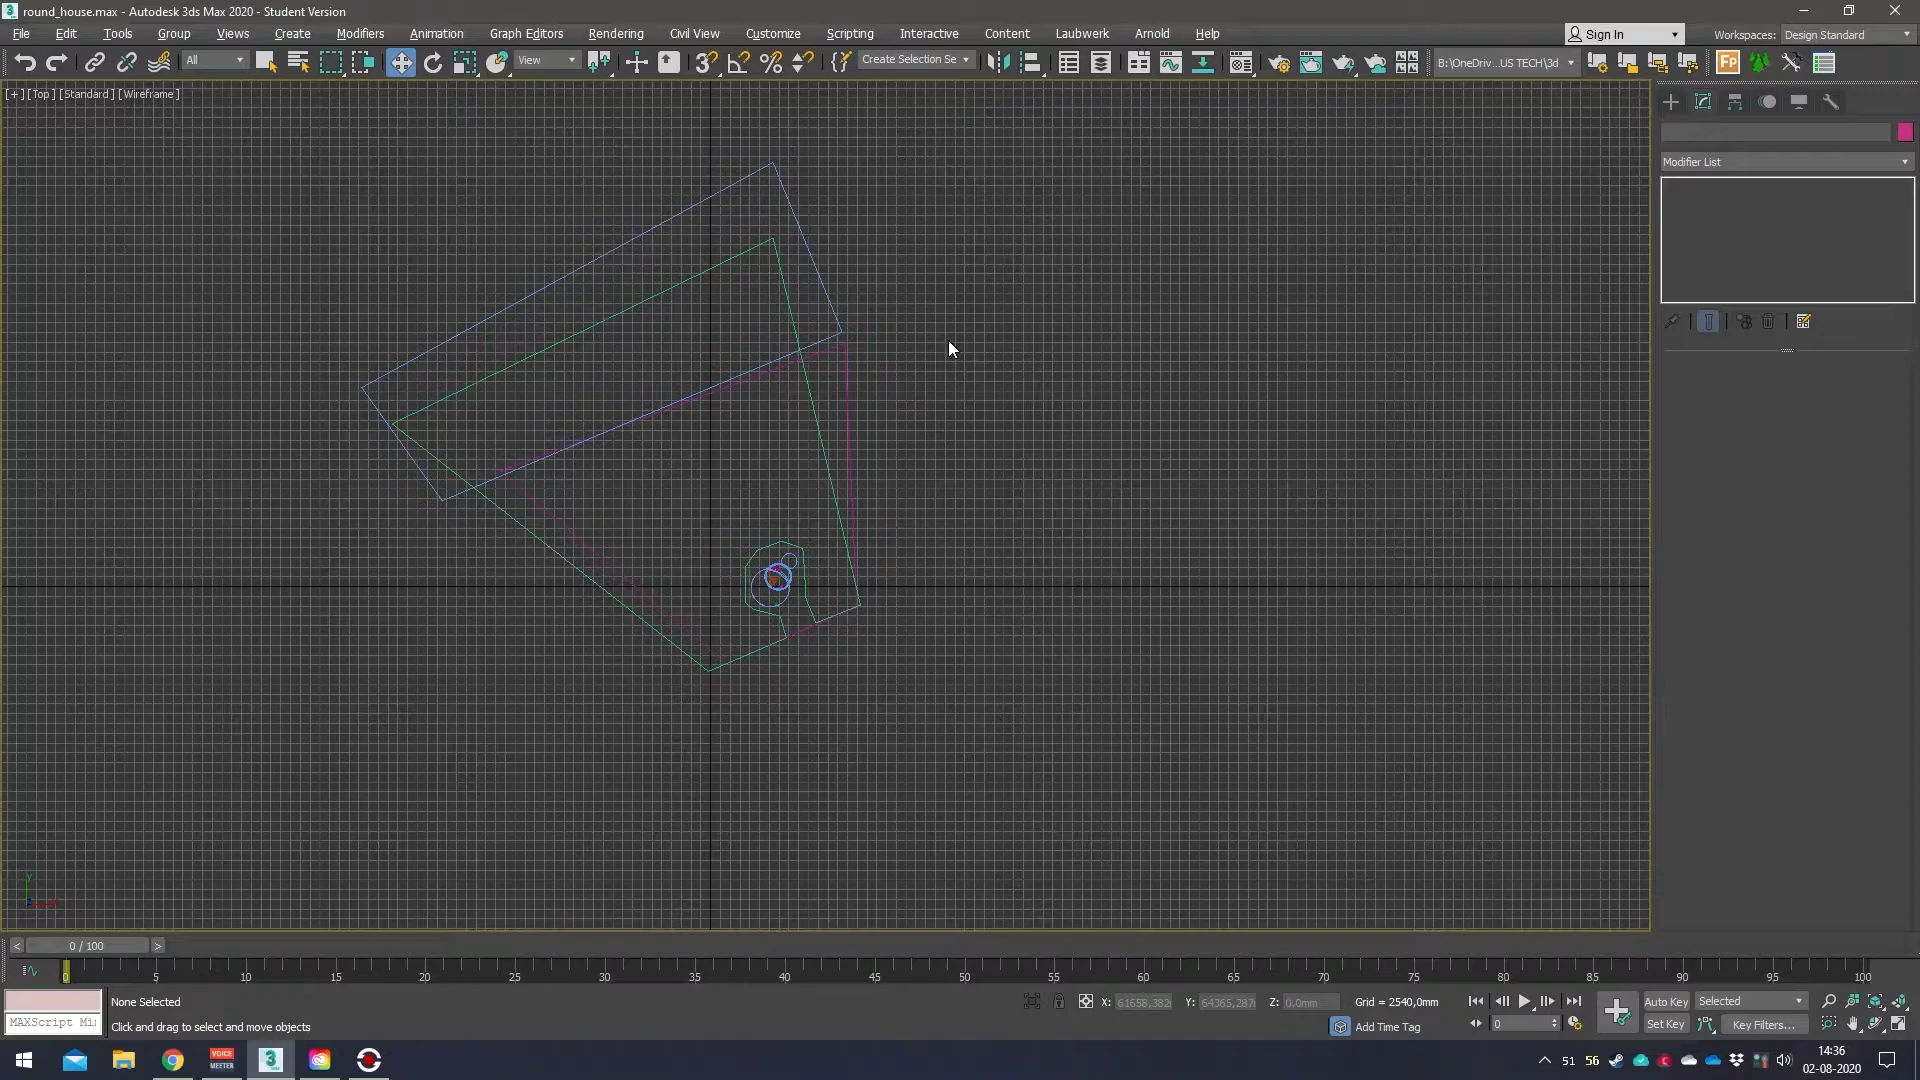 round_house.max - Autodesk 3ds Max 2020 - Student Version
File Edit Tools Group Views Create Modifiers Animation Graph Editors Rendering Civil View Customize Scripting Interactive Content Laubwerk Arnold Help
Sign In
Workspaces: Design Standard
All
View
Create Selection Se
B:\OneDriv...US TECH\3d
Fp
[+] [Top] [Standard] [Wireframe]
Modifier List
y
0 / 100
0 5 10 15 20 25 30 35 40 45 50 55 60 65 70 75 80 85 90 95 100
None Selected
X: 61658,382 Y: 64365,287 Z: 0,0mm Grid = 2540,0mm
Auto Key Selected
MAXScript Mi
Click and drag to select and move objects
Add Time Tag
0
Set Key Key Filters...
VOICE
MEETER
3
51 56
14:36
02-08-2020